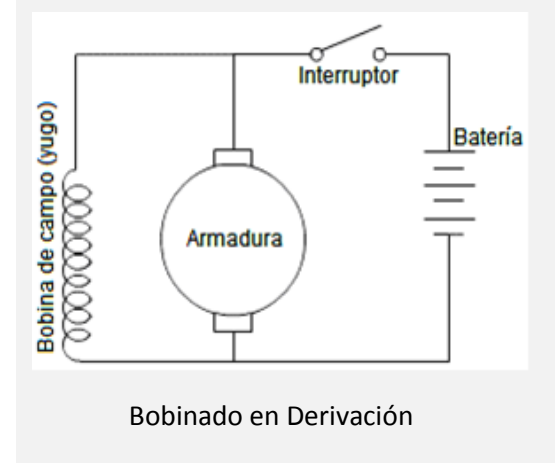 Interruptor
Batería
Bobina de campo (yugo)
Armadura
Bobinado en Derivación